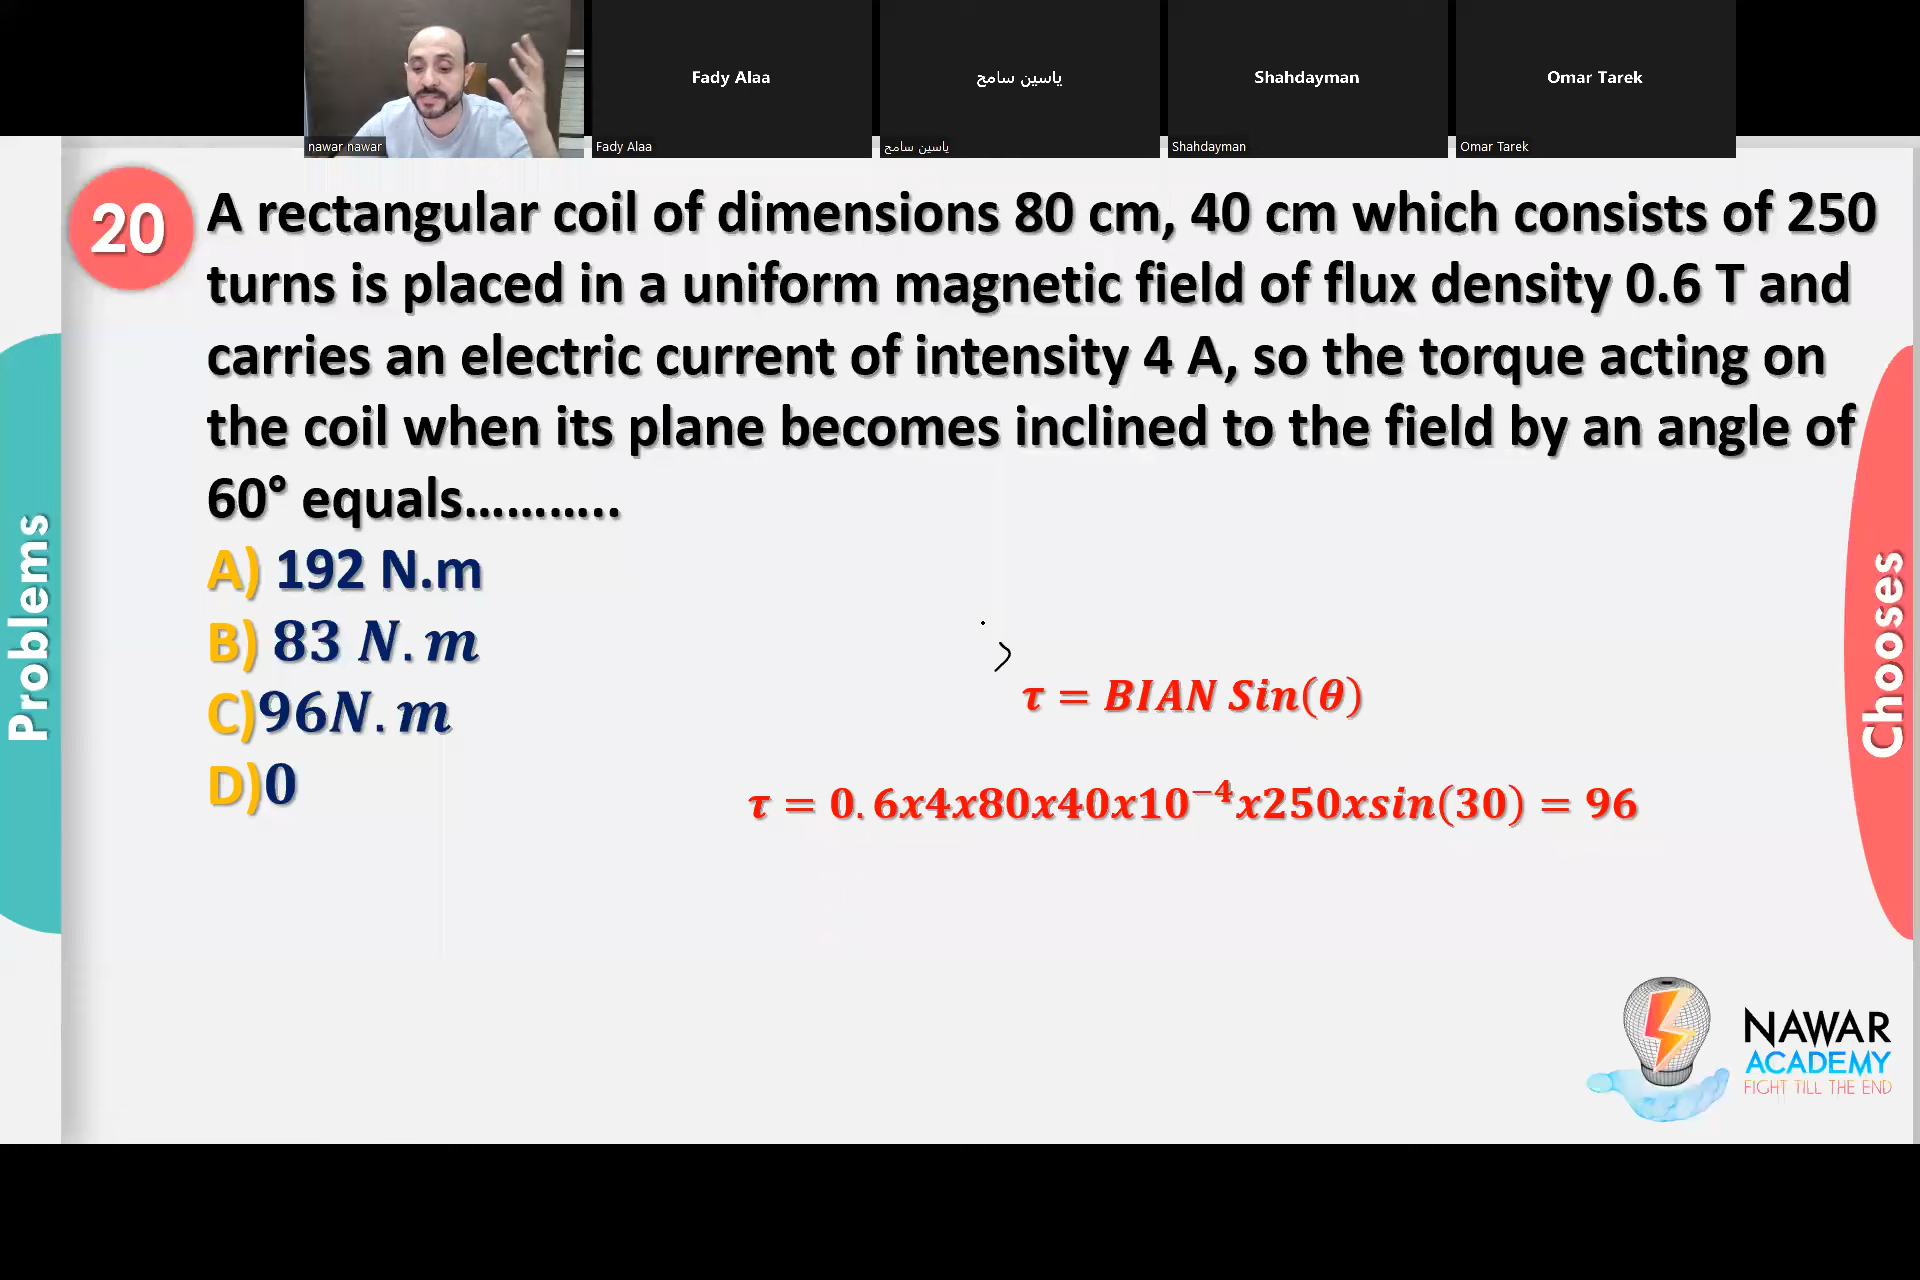 Fady Alaa
ياسين سامح
Shahdayman
Omar Tarek
nawar nawar
Fady Alaa
ياسين سامح
Shahdayman
Omar Tarek
20
A rectangular coil of dimensions 80 cm, 40 cm which consists of 250
turns is placed in a uniform magnetic field of flux density 0.6 T and
carries an electric current of intensity 4 A, so the torque acting on
the coil when its plane becomes inclined to the field by an angle of
60° equals...........
A) 192 N.m
B) 83 N.m
C)96N.m
D)0
τ = BIAN Sin(θ)
τ = 0.6x4x80x40x10⁻⁴x250xsin(30) = 96
Problems
Chooses
NAWAR
ACADEMY
FIGHT TILL THE END